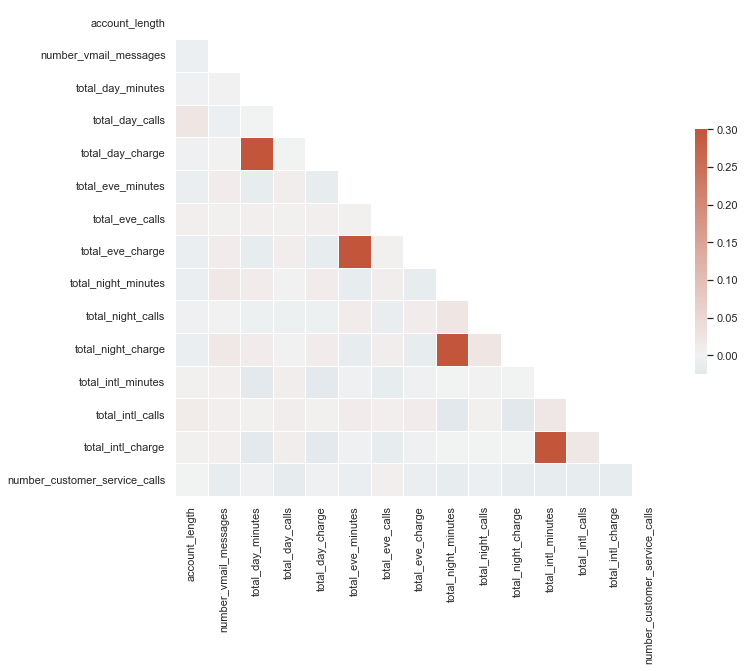 account_length
number_vmail_messages
total_day_minutes
total_day_calls
total_day_charge
total_eve_minutes
total_eve_calls
total_eve_charge
total_night_minutes
total_night_calls
total_night_charge
total_intl_minutes
total_intl_calls
total_intl_charge
number_customer_service_calls
0.30
0.25
0.20
0.15
0.10
0.05
0.00
account_length
number_vmail_messages
total_day_minutes
total_day_calls
total_day_charge
total_eve_minutes
total_eve_calls
total_eve_charge
total_night_minutes
total_night_calls
total_night_charge
total_intl_minutes
total_intl_calls
total_intl_charge
number_customer_service_calls